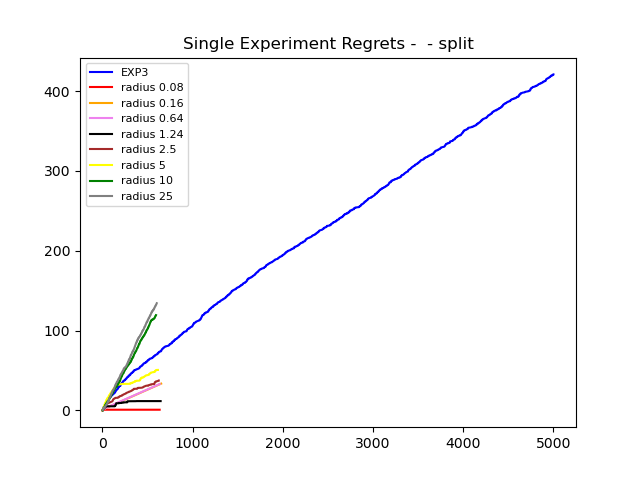 Single Experiment Regrets -  - split
EXP3
radius 0.08
radius 0.16
radius 0.64
radius 1.24
radius 2.5
radius 5
radius 10
radius 25
400
300
200
100
0
0 1000 2000 3000 4000 5000